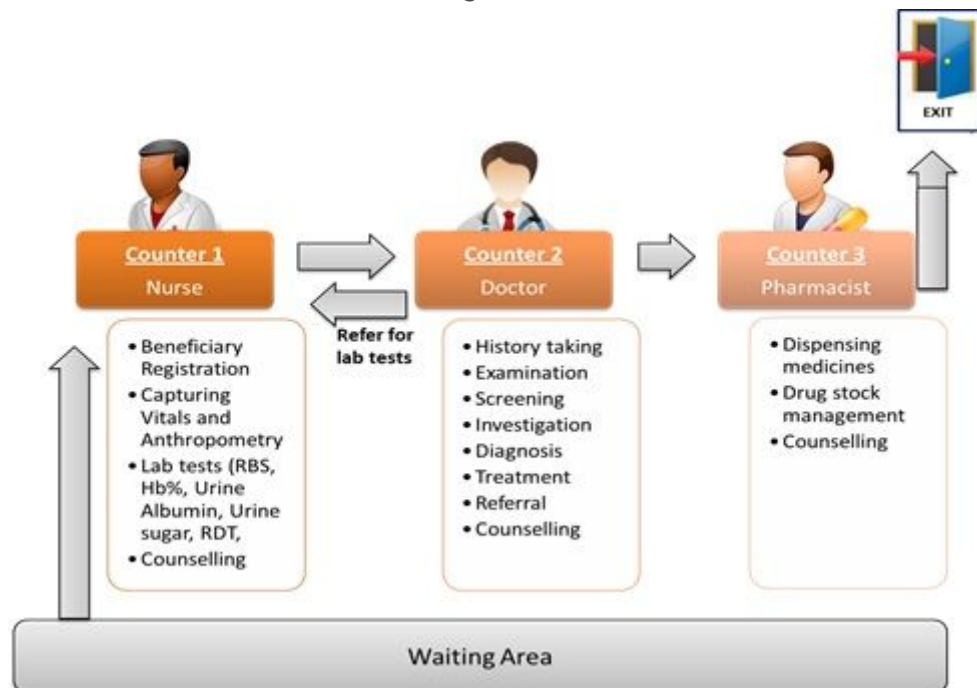 EXIT
Counter 1
Nurse
Counter 2
Doctor
Counter 3
Pharmacist
Refer for
lab tests
• Beneficiary
Registration
• Capturing
Vitals and
Anthropometry
• Lab tests (RBS,
Hb%, Urine
Albumin, Urine
sugar, RDT,
• Counselling
• History taking
• Examination
• Screening
• Investigation
• Diagnosis
• Treatment
• Referral
• Counselling
• Dispensing
medicines
• Drug stock
management
• Counselling
Waiting Area